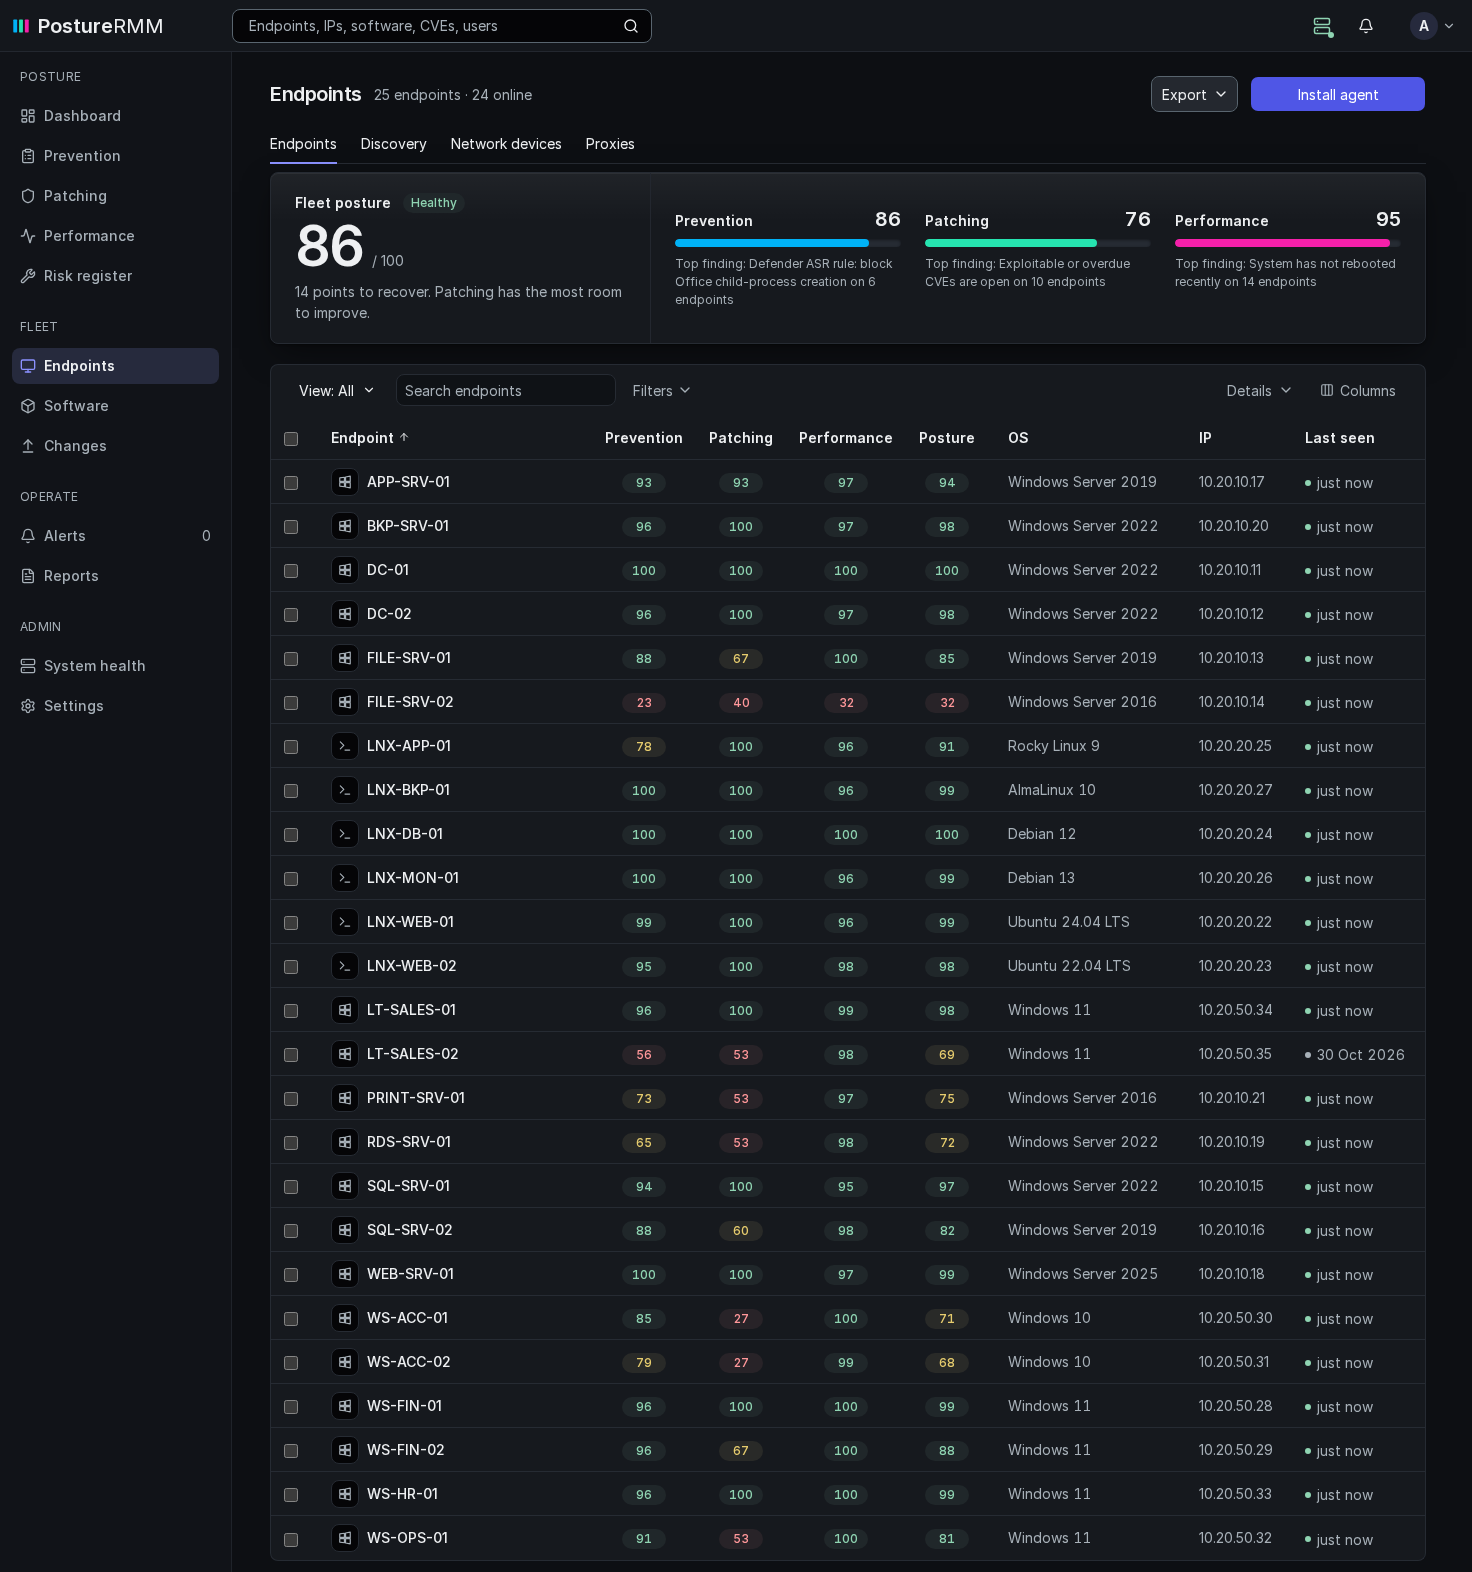 PostureRMM
Endpoints, IPs, software, CVEs, users
A
POSTURE
Dashboard
Prevention
Patching
Performance
Risk register
FLEET
Endpoints
Software
Changes
OPERATE
Alerts 0
Reports
ADMIN
System health
Settings
Endpoints 25 endpoints · 24 online
Export
Install agent
Endpoints Discovery Network devices Proxies
Fleet posture Healthy
86 / 100
14 points to recover. Patching has the most room
to improve.
Prevention 86
Top finding: Defender ASR rule: block
Office child-process creation on 6
endpoints
Patching 76
Top finding: Exploitable or overdue
CVEs are open on 10 endpoints
Performance 95
Top finding: System has not rebooted
recently on 14 endpoints
View: All Search endpoints Filters Details Columns
Endpoint ↑ Prevention Patching Performance Posture OS IP Last seen
APP-SRV-01 93 93 97 94 Windows Server 2019 10.20.10.17 just now
BKP-SRV-01 96 100 97 98 Windows Server 2022 10.20.10.20 just now
DC-01 100 100 100 100 Windows Server 2022 10.20.10.11 just now
DC-02 96 100 97 98 Windows Server 2022 10.20.10.12 just now
FILE-SRV-01 88 67 100 85 Windows Server 2019 10.20.10.13 just now
FILE-SRV-02 23 40 32 32 Windows Server 2016 10.20.10.14 just now
LNX-APP-01 78 100 96 91 Rocky Linux 9 10.20.20.25 just now
LNX-BKP-01 100 100 96 99 AlmaLinux 10 10.20.20.27 just now
LNX-DB-01 100 100 100 100 Debian 12 10.20.20.24 just now
LNX-MON-01 100 100 96 99 Debian 13 10.20.20.26 just now
LNX-WEB-01 99 100 96 99 Ubuntu 24.04 LTS 10.20.20.22 just now
LNX-WEB-02 95 100 98 98 Ubuntu 22.04 LTS 10.20.20.23 just now
LT-SALES-01 96 100 99 98 Windows 11 10.20.50.34 just now
LT-SALES-02 56 53 98 69 Windows 11 10.20.50.35 30 Oct 2026
PRINT-SRV-01 73 53 97 75 Windows Server 2016 10.20.10.21 just now
RDS-SRV-01 65 53 98 72 Windows Server 2022 10.20.10.19 just now
SQL-SRV-01 94 100 95 97 Windows Server 2022 10.20.10.15 just now
SQL-SRV-02 88 60 98 82 Windows Server 2019 10.20.10.16 just now
WEB-SRV-01 100 100 97 99 Windows Server 2025 10.20.10.18 just now
WS-ACC-01 85 27 100 71 Windows 10 10.20.50.30 just now
WS-ACC-02 79 27 99 68 Windows 10 10.20.50.31 just now
WS-FIN-01 96 100 100 99 Windows 11 10.20.50.28 just now
WS-FIN-02 96 67 100 88 Windows 11 10.20.50.29 just now
WS-HR-01 96 100 100 99 Windows 11 10.20.50.33 just now
WS-OPS-01 91 53 100 81 Windows 11 10.20.50.32 just now